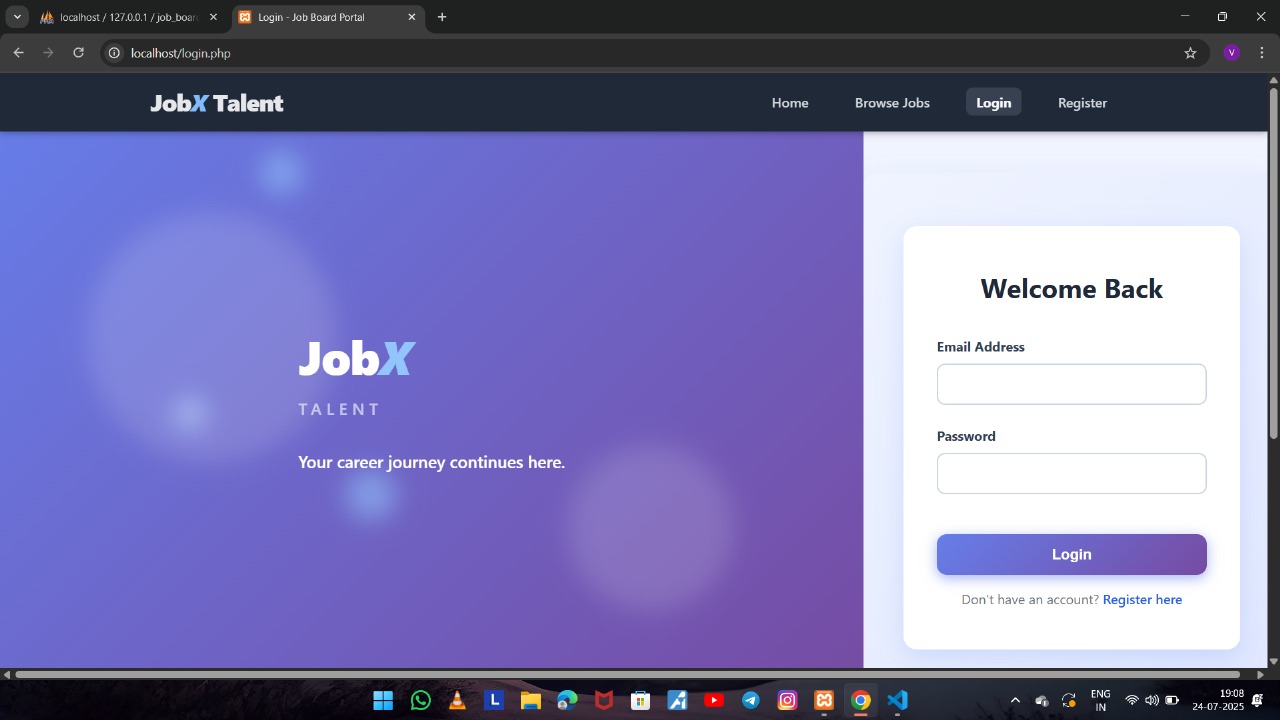 localhost / 127.0.0.1 / job_board
Login - Job Board Portal
localhost/login.php
V
JobX Talent
Home
Browse Jobs
Login
Register
JobX
TALENT
Your career journey continues here.
Welcome Back
Email Address
Password
Login
Don't have an account? Register here
L
ENG
IN
19:08
24-07-2025